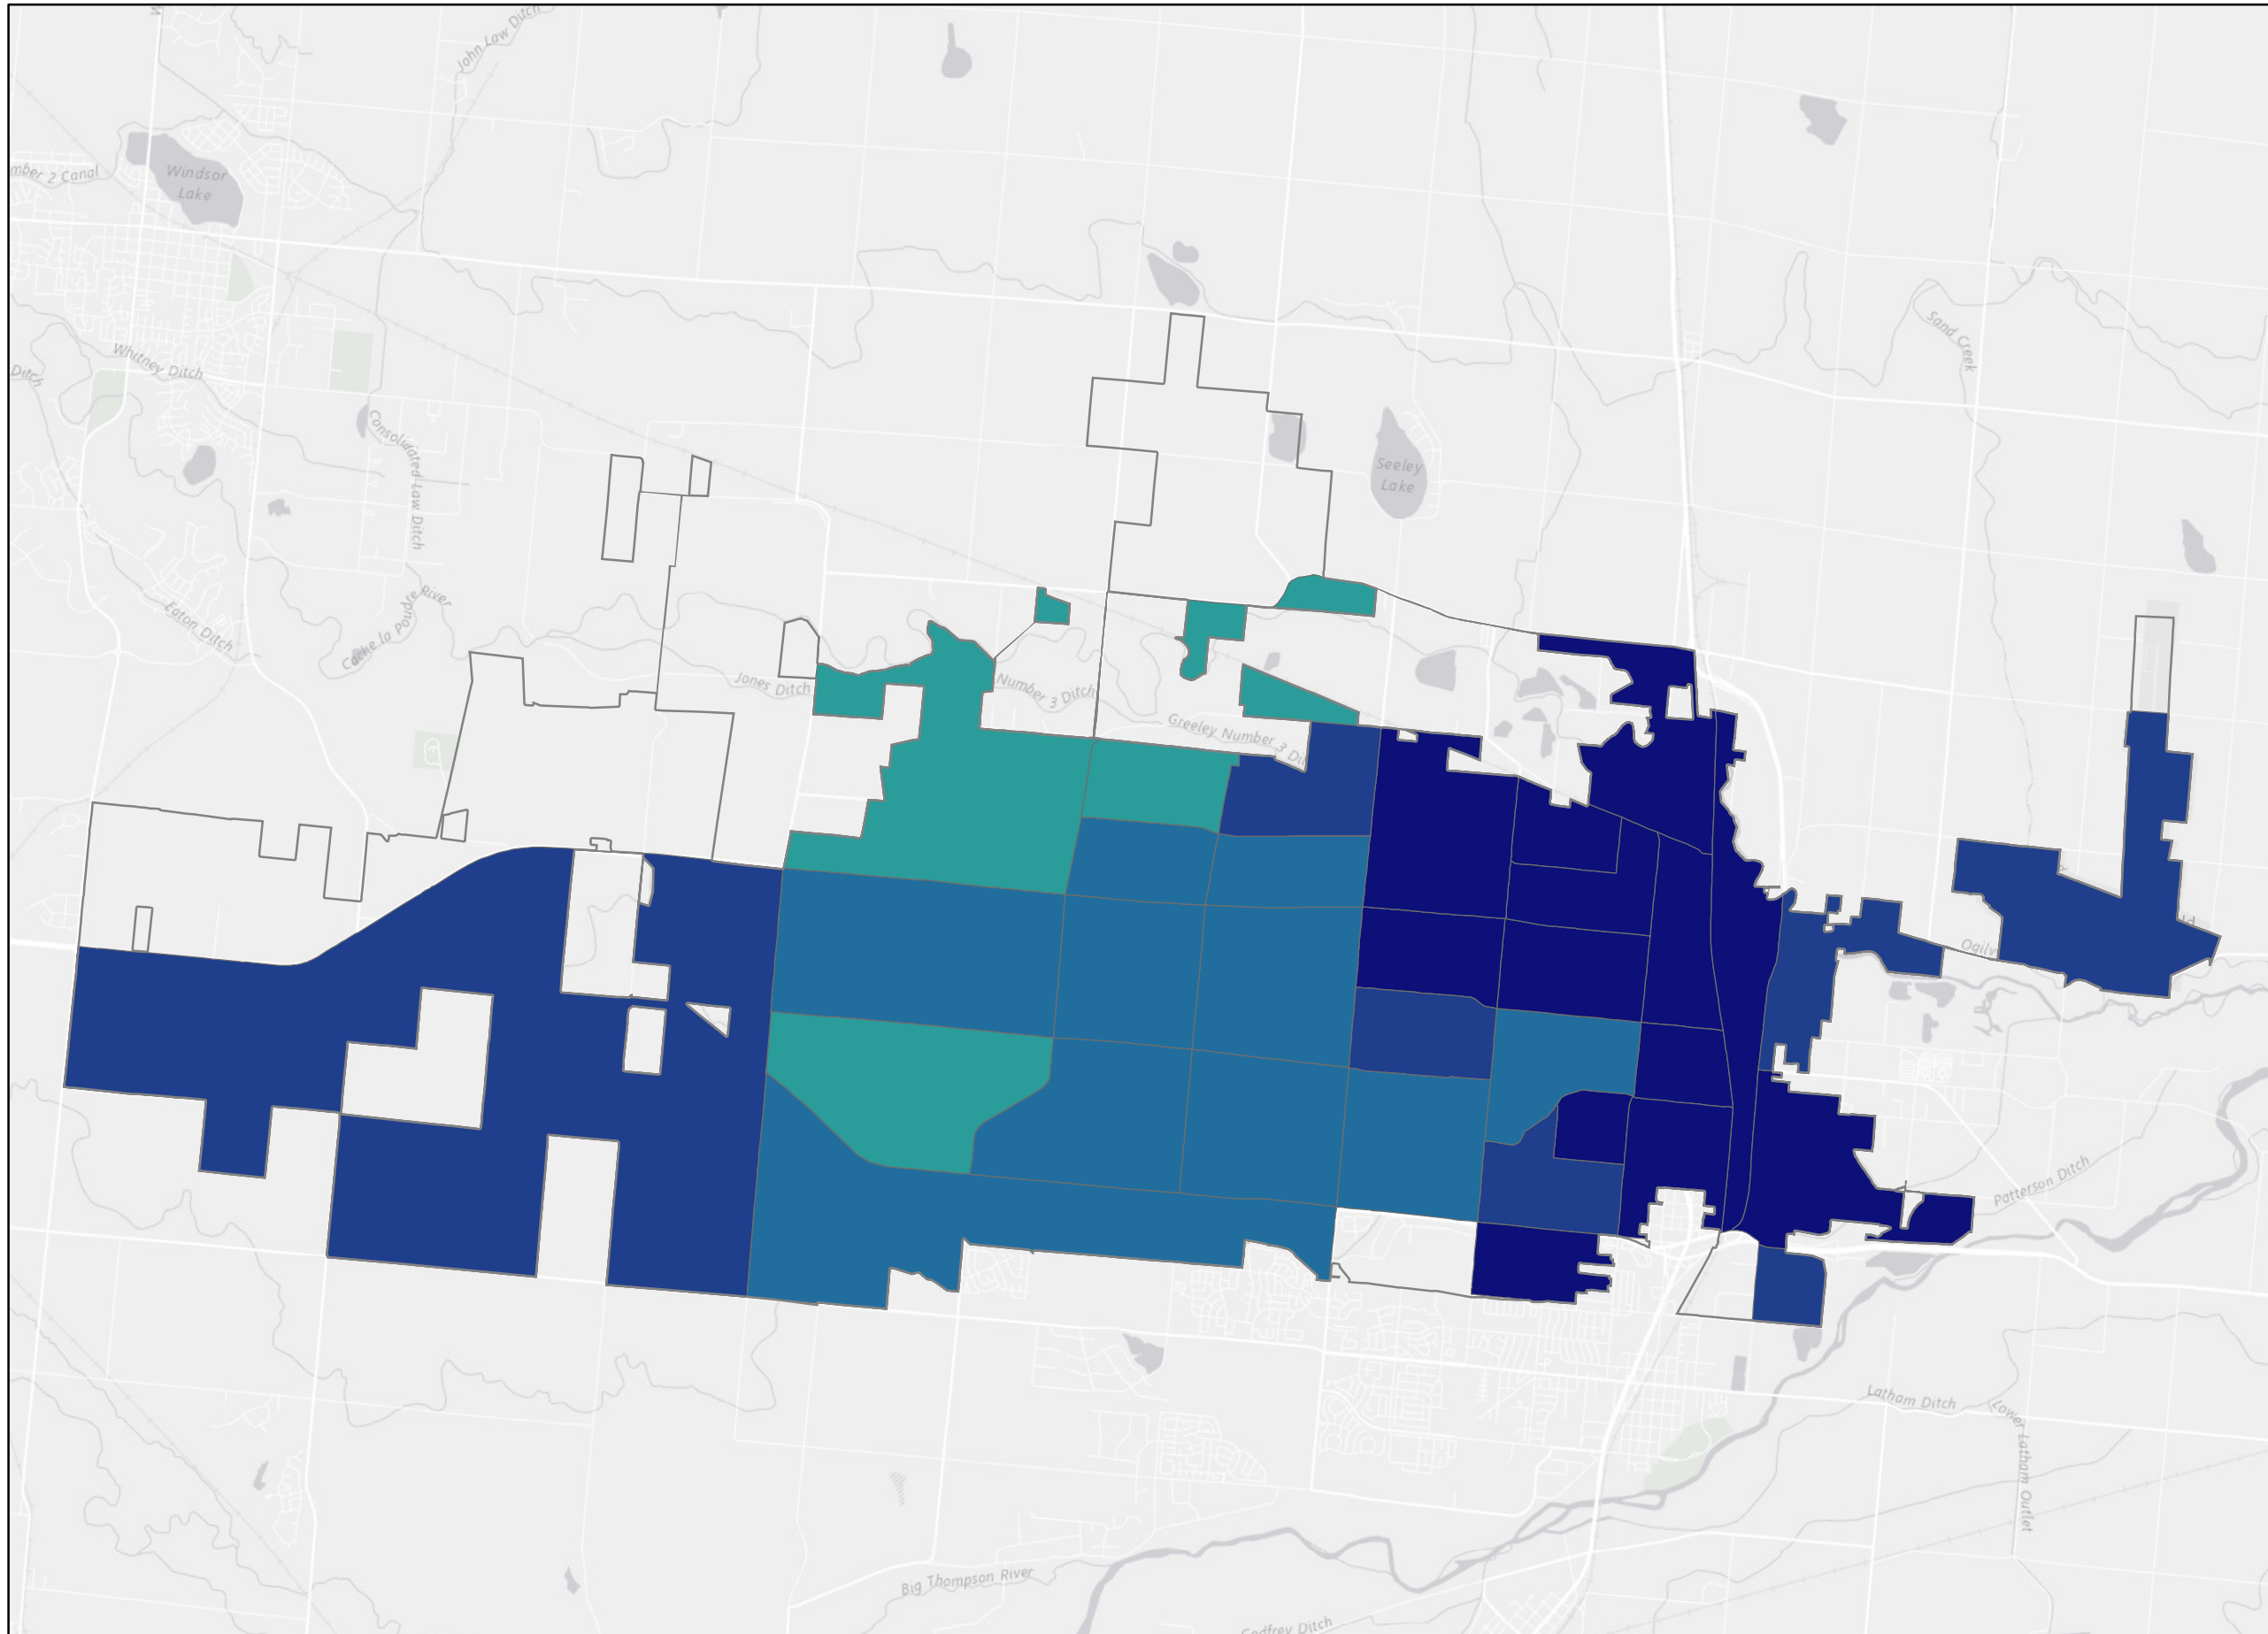 John Law Ditch
mber 2 Canal
Windsor
Lake
Sand Creek
Whitney Ditch
Ditch
Consolidated Law Ditch
Seeley
Lake
Eaton Ditch
Cache la Poudre River
Jones Ditch
Number 3 Ditch
Greeley Number 3 Di
Ogilv
Patterson Ditch
Latham Ditch
Lower Latham Outlet
Big Thompson River
Godfrey Ditch